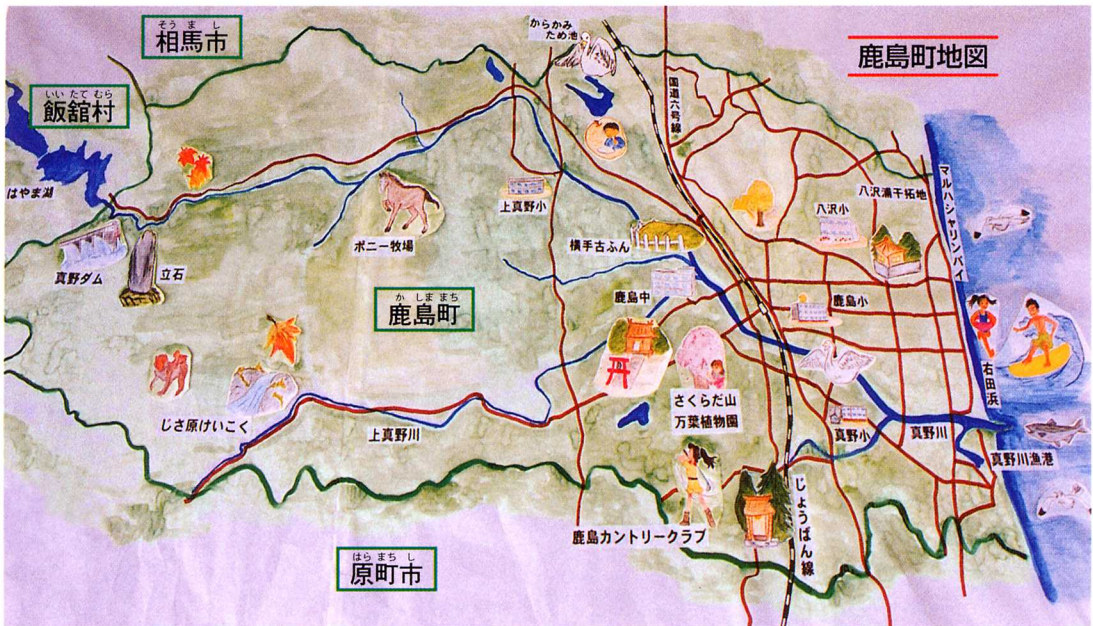 鹿島町地図
そうまし
相馬市
いいたてむら
飯舘村
からかみ
ため池
国道六号線
はやま湖
真野ダム
立石
ポニー牧場
上真野小
横手古ふん
八沢小
八沢浦干拓地
マルハシャリンバイ
かしままち
鹿島町
鹿島中
鹿島小
さくらだ山
万葉植物園
じさ原けいこく
上真野川
真野小
真野川
右田浜
真野川漁港
鹿島カントリークラブ
じょうばん線
はらまちし
原町市